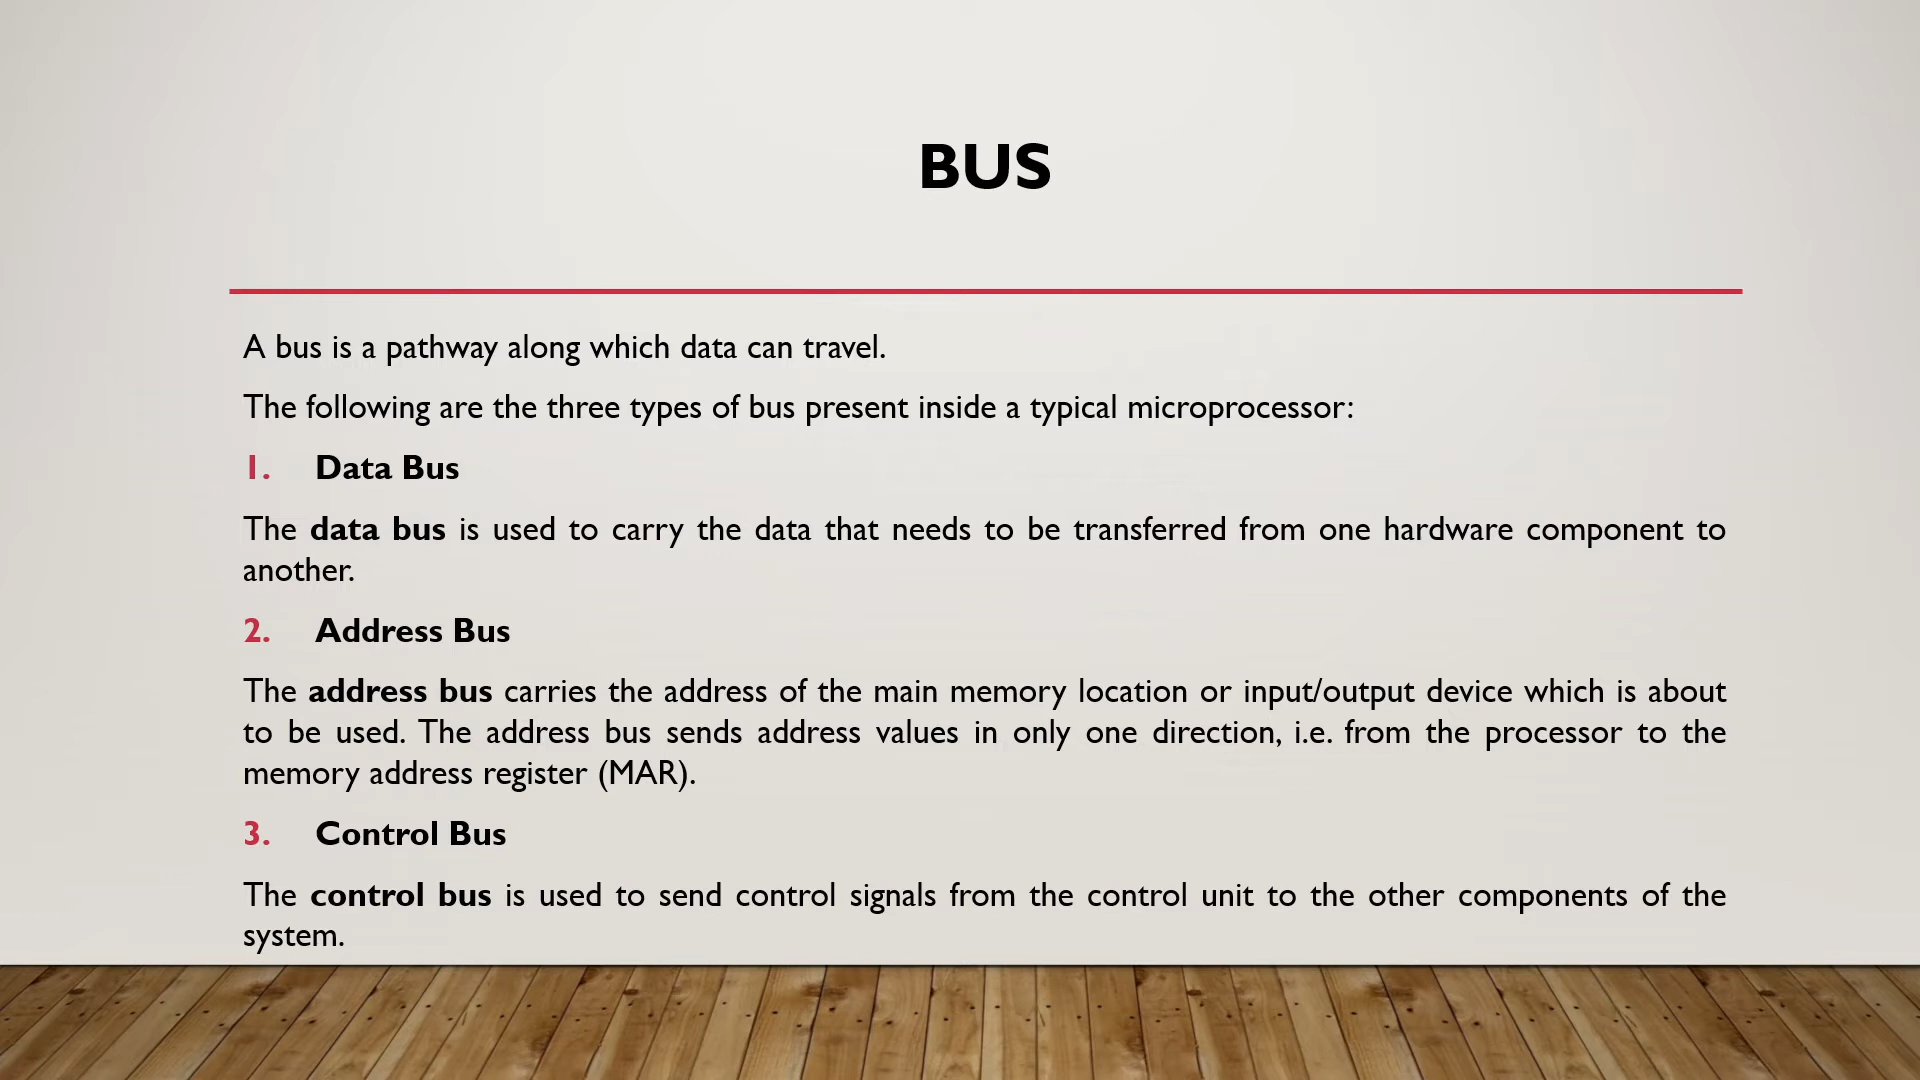 BUS
A bus is a pathway along which data can travel.
The following are the three types of bus present inside a typical microprocessor:
1. Data Bus
The data bus is used to carry the data that needs to be transferred from one hardware component to
another.
2. Address Bus
The address bus carries the address of the main memory location or input/output device which is about
to be used. The address bus sends address values in only one direction, i.e. from the processor to the
memory address register (MAR).
3. Control Bus
The control bus is used to send control signals from the control unit to the other components of the
system.